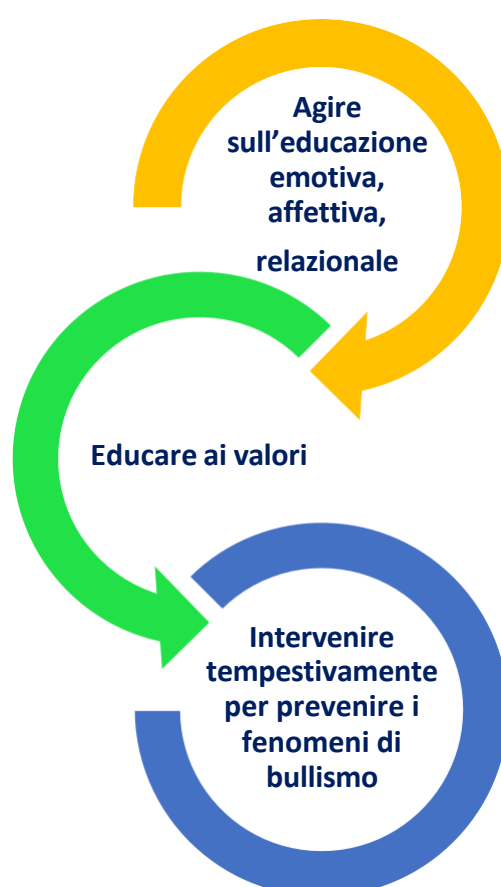 Agire
sull’educazione
emotiva,
affettiva,
relazionale
Educare ai valori
Intervenire
tempestivamente
per prevenire i
fenomeni di
bullismo